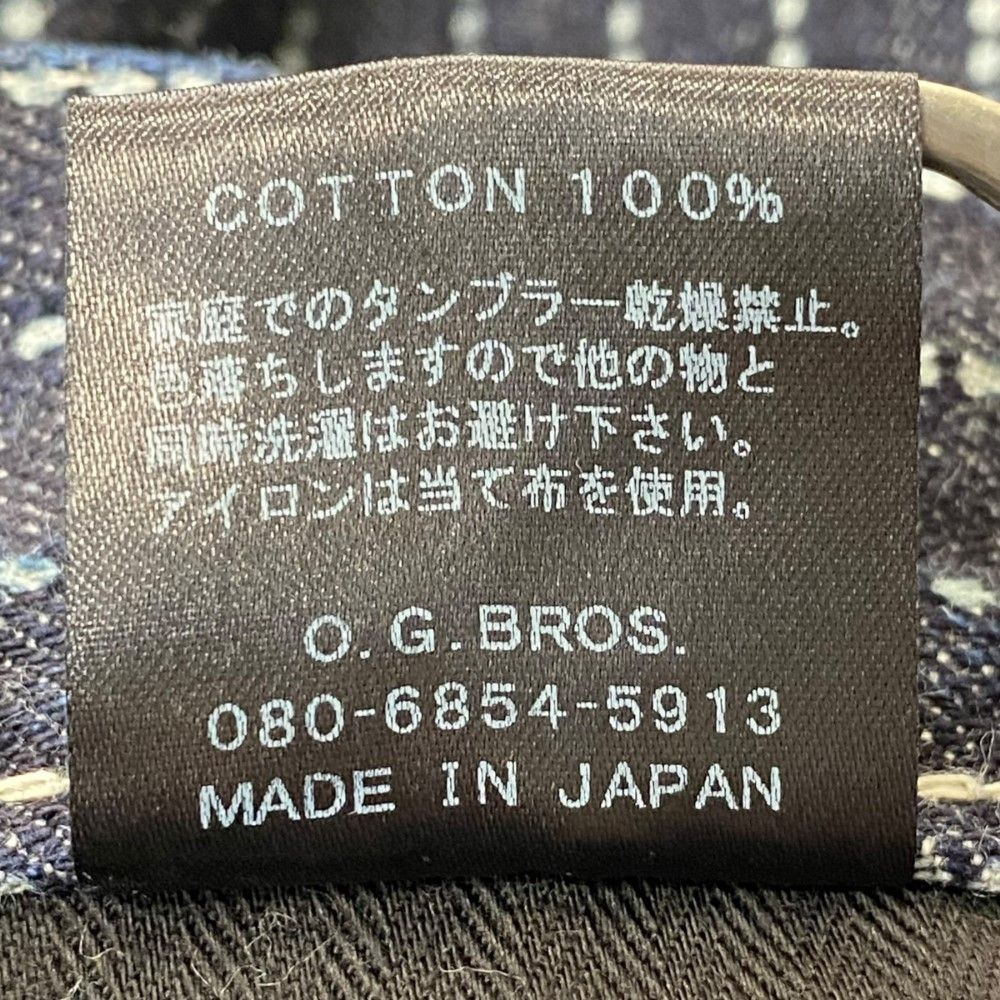 COTTON 100%
家庭でのタンブラー乾燥禁止。
色落ちしますので他の物と
同時洗濯はお避け下さい。
アイロンは当て布を使用。
O.G.BROS.
080-6854-5913
MADE IN JAPAN